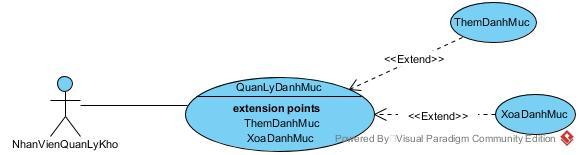 ThemDanhMuc
<<Extend>>
QuanLyDanhMuc
extension points
ThemDanhMuc
XoaDanhMuc
<<Extend>>
XoaDanhMuc
NhanVienQuanLyKho
Powered By Visual Paradigm Community Edition